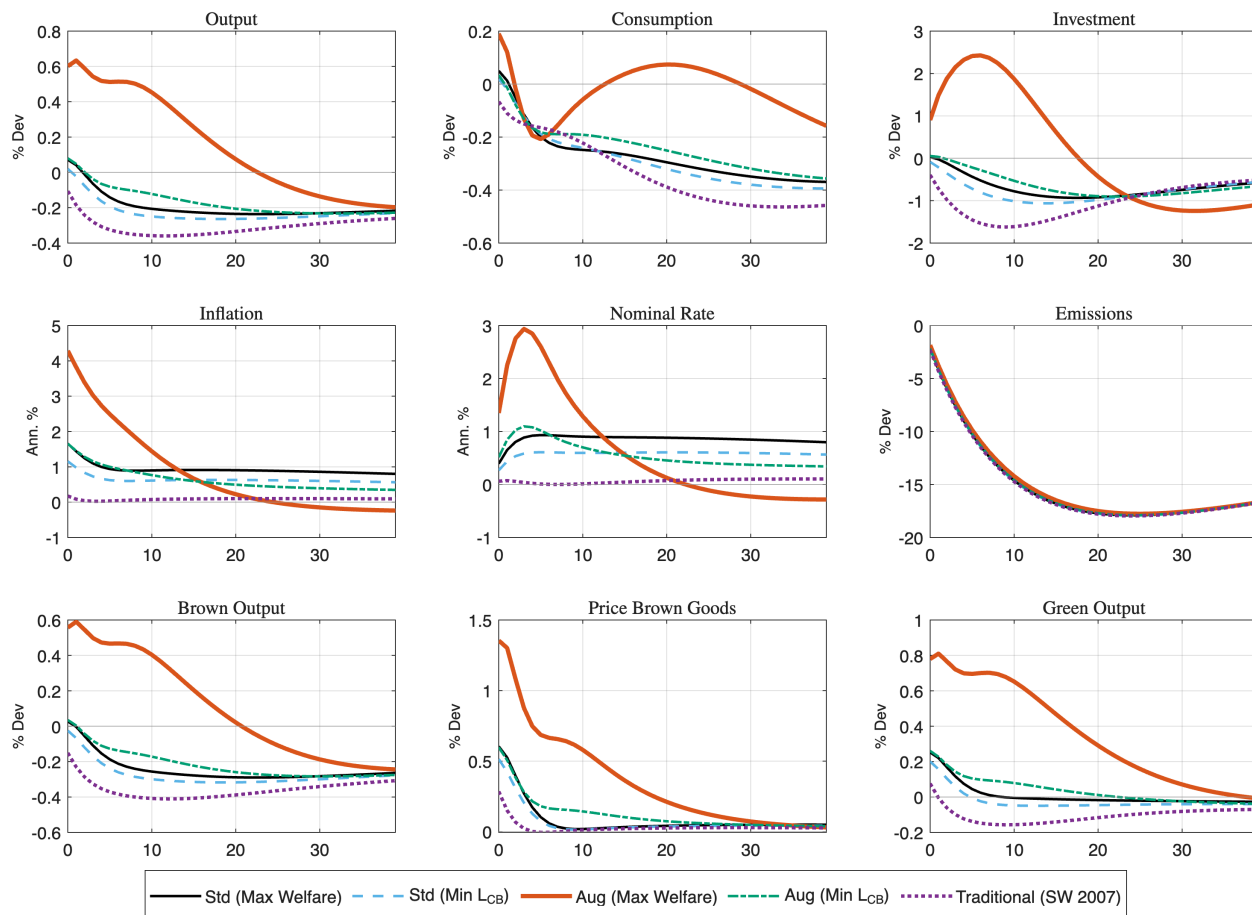 Output
Consumption
Investment
0.8
0.6
0.4
0.2
0
-0.2
-0.4
% Dev
0 10 20 30
0.2
0
-0.2
-0.4
-0.6
% Dev
0 10 20 30
3
2
1
0
-1
-2
% Dev
0 10 20 30
Inflation
Nominal Rate
Emissions
5
4
3
2
1
0
-1
Ann. %
0 10 20 30
3
2
1
0
-1
Ann. %
0 10 20 30
0
-5
-10
-15
-20
% Dev
0 10 20 30
Brown Output
Price Brown Goods
Green Output
0.6
0.4
0.2
0
-0.2
-0.4
-0.6
% Dev
0 10 20 30
1.5
1
0.5
0
% Dev
0 10 20 30
1
0.8
0.6
0.4
0.2
0
-0.2
% Dev
0 10 20 30
Std (Max Welfare) Std (Min L_CB) Aug (Max Welfare) Aug (Min L_CB) Traditional (SW 2007)